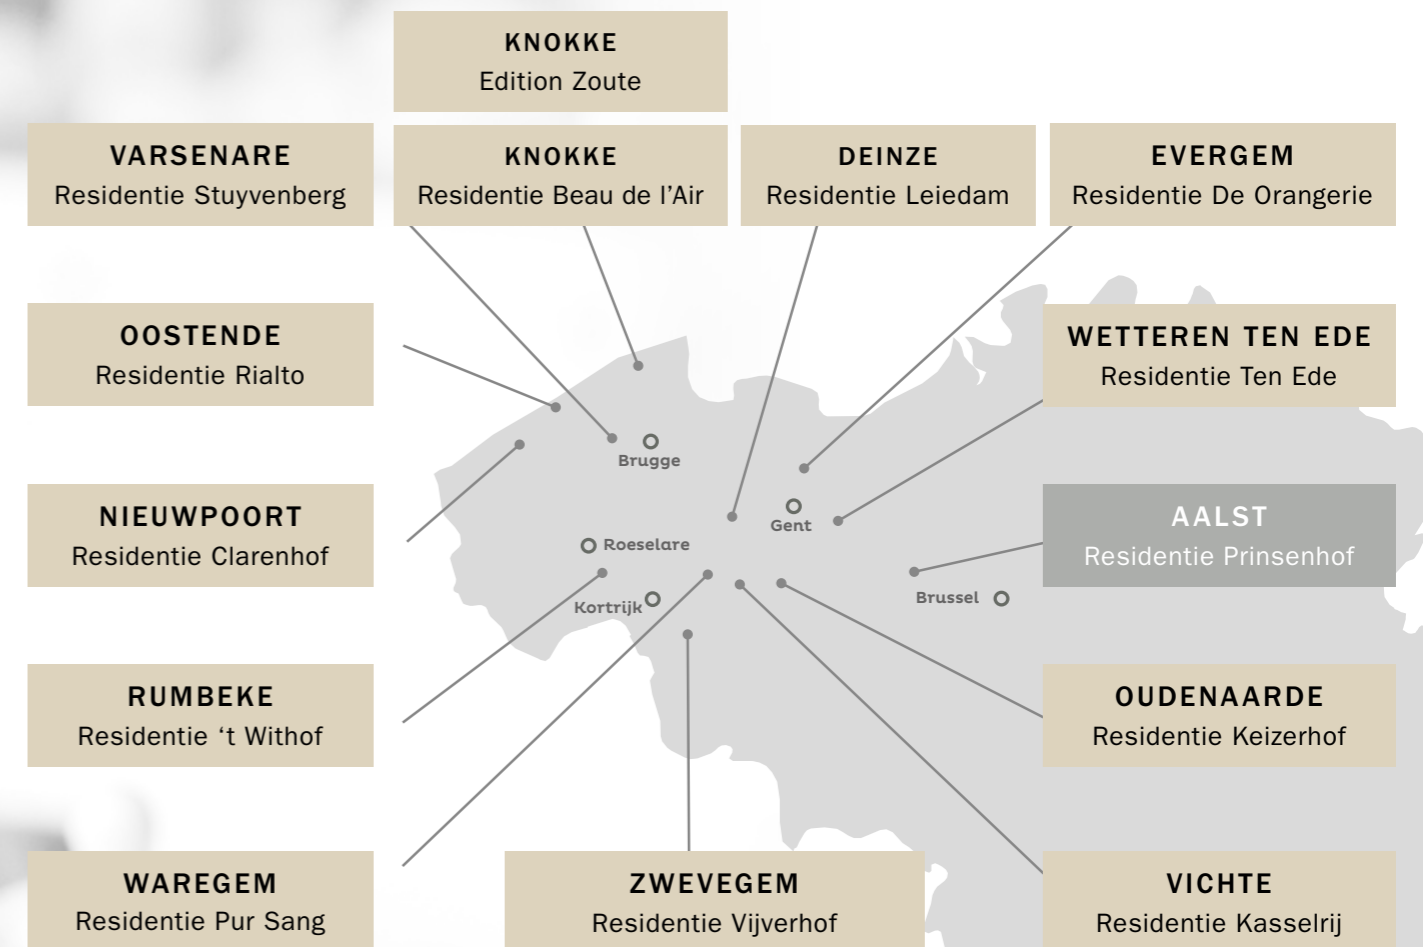 KNOKKE
Edition Zoute
VARSENARE
Residentie Stuyvenberg
KNOKKE
Residentie Beau de l’Air
DEINZE
Residentie Leiedam
EVERGEM
Residentie De Orangerie
OOSTENDE
Residentie Rialto
WETTEREN TEN EDE
Residentie Ten Ede
Brugge
NIEUWPOORT
Residentie Clarenhof
Gent
AALST
Residentie Prinsenhof
Roeselare
Kortrijk
Brussel
RUMBEKE
Residentie ‘t Withof
OUDENAARDE
Residentie Keizerhof
WAREGEM
Residentie Pur Sang
ZWEVEGEM
Residentie Vijverhof
VICHTE
Residentie Kasselrij